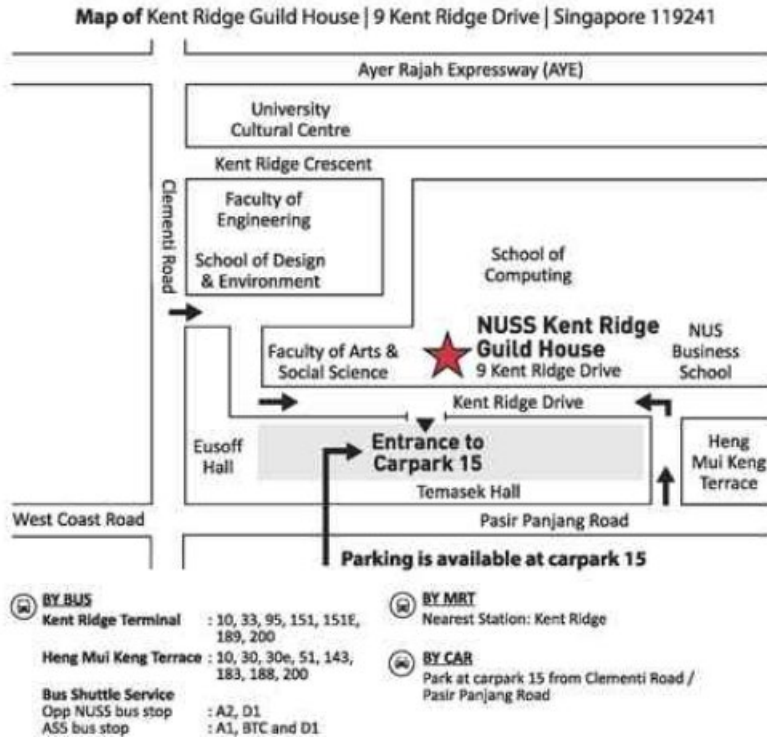 Map of Kent Ridge Guild House | 9 Kent Ridge Drive | Singapore 119241
Ayer Rajah Expressway (AYE)
University
Cultural Centre
Kent Ridge Crescent
Clementi Road
Faculty of
Engineering
School of Design
& Environment
School of
Computing
NUSS Kent Ridge
Guild House
9 Kent Ridge Drive
NUS
Business
School
Faculty of Arts &
Social Science
Kent Ridge Drive
Eusoff
Hall
Entrance to
Carpark 15
Heng
Mui Keng
Terrace
Temasek Hall
West Coast Road
Pasir Panjang Road
Parking is available at carpark 15
BY BUS
Kent Ridge Terminal : 10, 33, 95, 151, 151E,
189, 200
Heng Mui Keng Terrace : 10, 30, 30e, 51, 143,
183, 188, 200
Bus Shuttle Service
Opp NUSS bus stop : A2, D1
AS5 bus stop : A1, BTC and D1
BY MRT
Nearest Station: Kent Ridge
BY CAR
Park at carpark 15 from Clementi Road /
Pasir Panjang Road